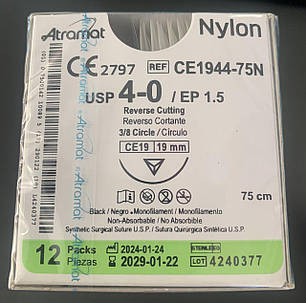 Atramat
Nylon
CE 2797 REF CE1944-75N
USP 4-0 / EP 1.5
Reverse Cutting
Reverso Cortante
3/8 Circle / Círculo
CE19 19 mm
75 cm
Black / Negro Monofilament / Monofilamento
Non-Absorbable / No Absorbible
Synthetic Surgical Suture U.S.P. / Sutura Quirúrgica Sintética U.S.P.
12 Packs
Piezas
2024-01-24
2029-01-22
STERILE EO
LOT 4240377
Atramat